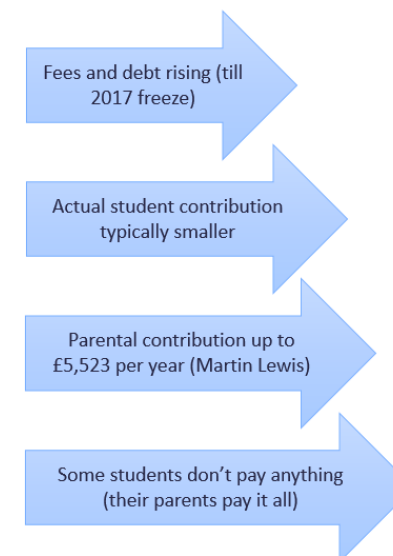 Fees and debt rising (till
2017 freeze)
Actual student contribution
typically smaller
Parental contribution up to
£5,523 per year (Martin Lewis)
Some students don’t pay anything
(their parents pay it all)